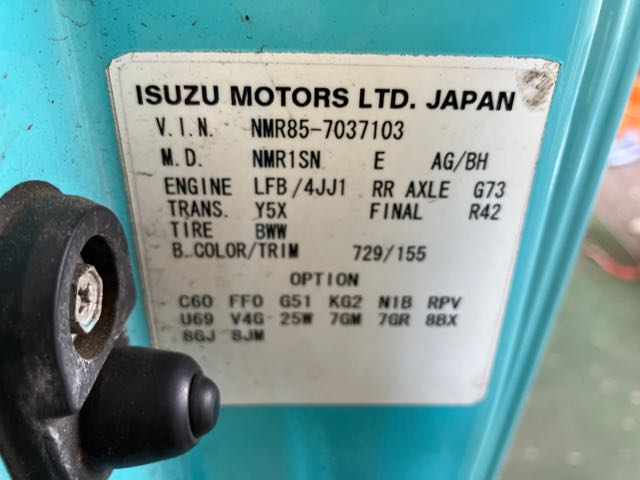 ISUZU MOTORS LTD. JAPAN
V.I.N. NMR85-7037103
M.D. NMR1SN E AG/BH
ENGINE LFB/4JJ1 RR AXLE G73
TRANS. Y5X FINAL R42
TIRE BWW
B.COLOR/TRIM 729/155
OPTION
C60 FF0 G51 KG2 N1B RPV
U69 V4G 25W 7GM 7GR 8BX
8GJ 8JM